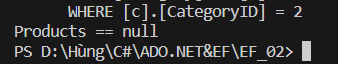 WHERE [c].[CategoryID] = 2
Products == null
PS D:\Hùng\C#\ADO.NET&EF\EF_02>